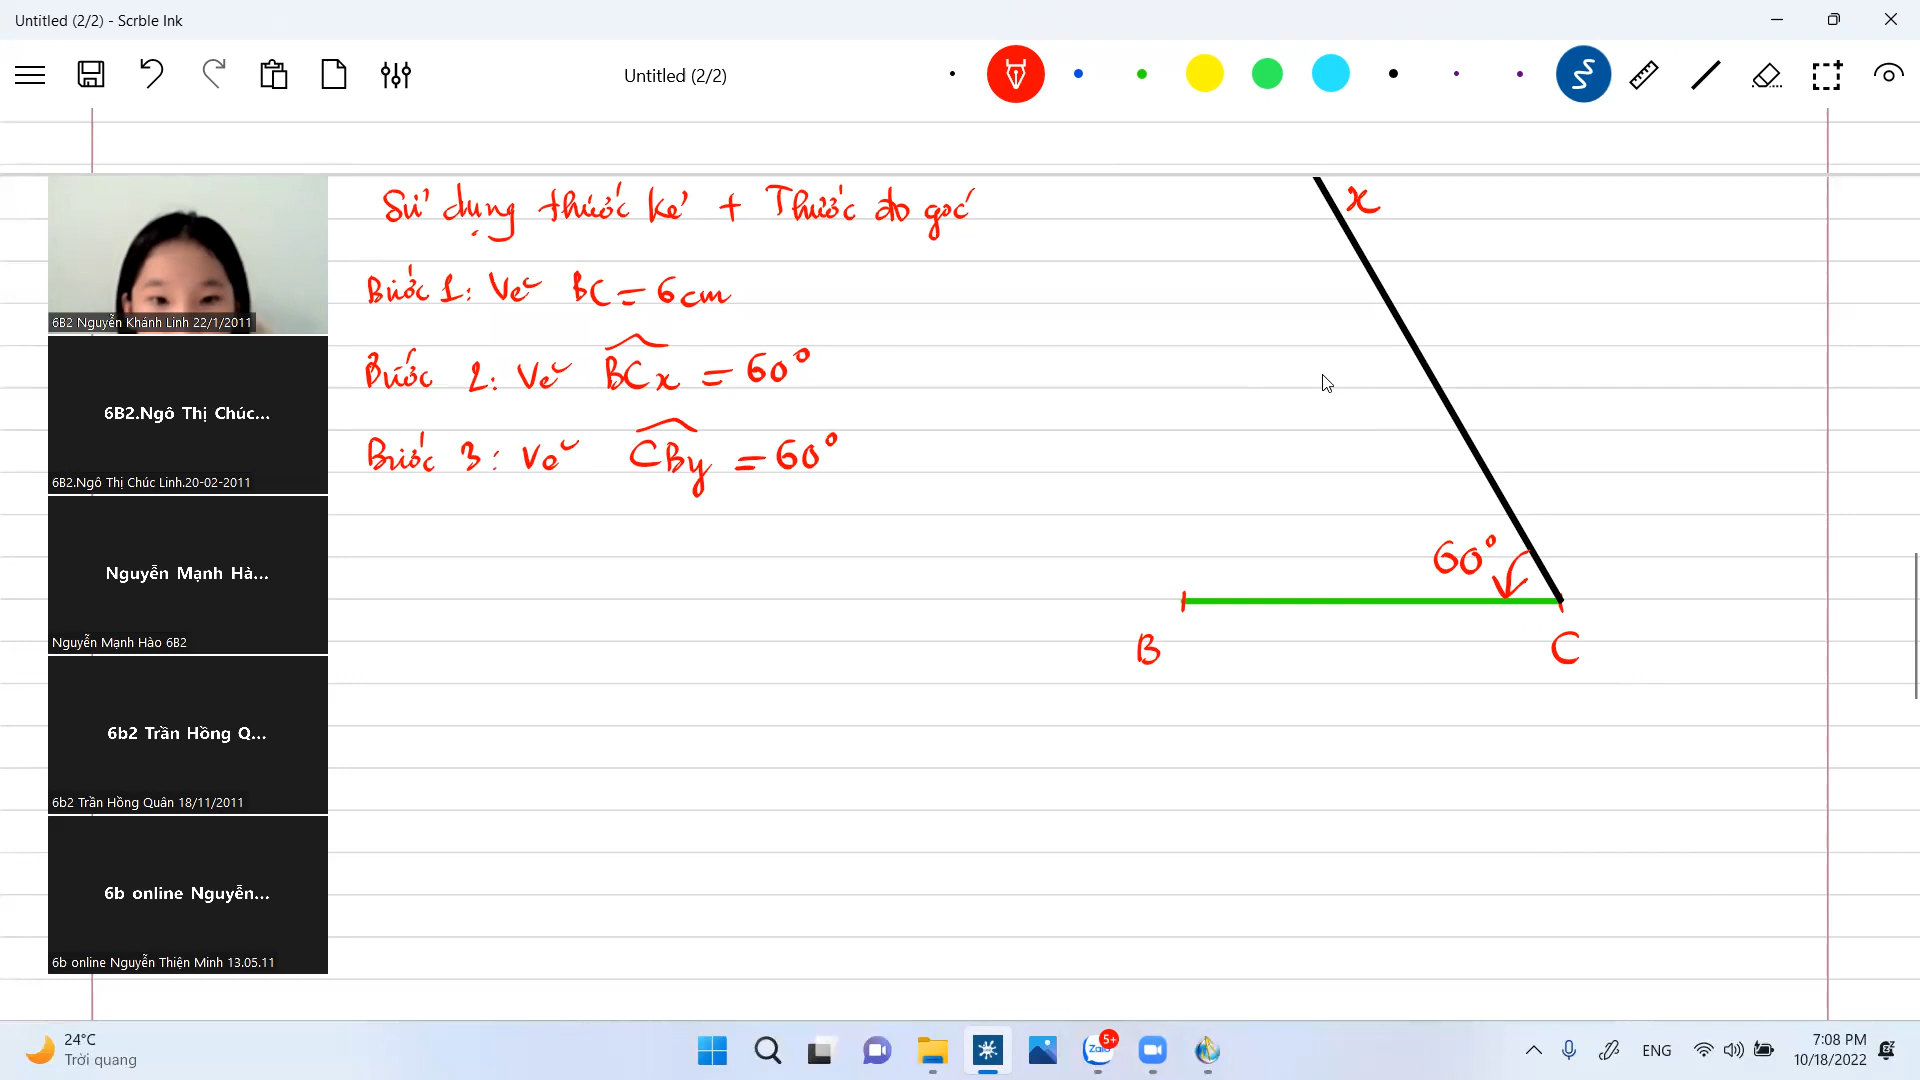 Untitled (2/2) - Scrble Ink
Untitled (2/2)
Sử dụng thước kẻ + Thước đo góc
Bước 1: Vẽ BC = 6cm
Bước 2: Vẽ BCx = 60°
Bước 3: Vẽ CBy = 60°
x
60°
B
C
6B2 Nguyễn Khánh Linh 22/1/2011
6B2.Ngô Thị Chúc...
6B2.Ngô Thị Chúc Linh.20-02-2011
Nguyễn Mạnh Hà...
Nguyễn Mạnh Hào 6B2
6b2 Trần Hồng Q...
6b2 Trần Hồng Quân 18/11/2011
6b online Nguyễn...
6b online Nguyễn Thiện Minh 13.05.11
24°C
Trời quang
Zalo
5+
ENG
7:08 PM
10/18/2022